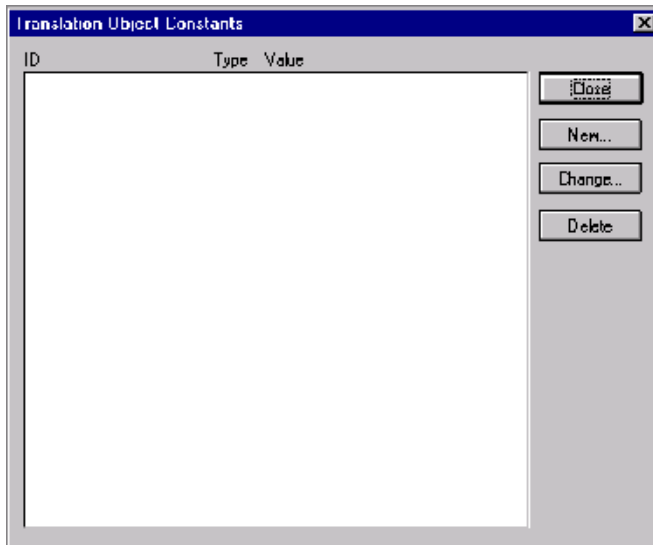 Translation Object Constants
ID Type Value
Close
New...
Change...
Delete